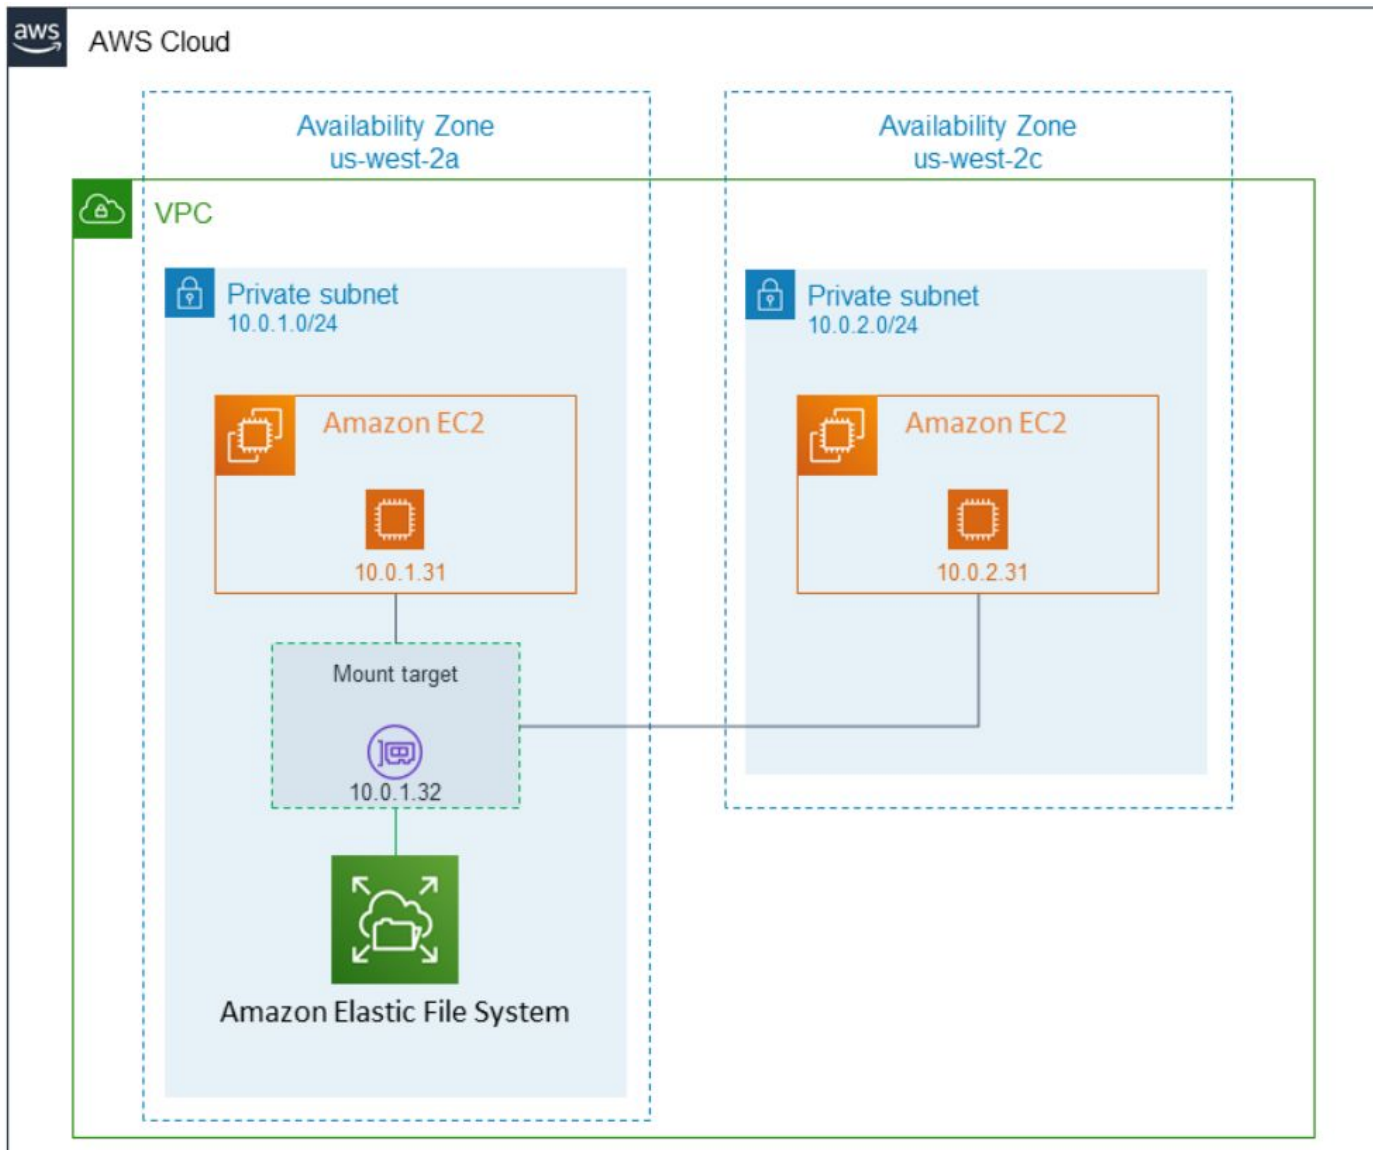 aws
AWS Cloud
Availability Zone
us-west-2a
Availability Zone
us-west-2c
VPC
Private subnet
10.0.1.0/24
Private subnet
10.0.2.0/24
Amazon EC2
10.0.1.31
Amazon EC2
10.0.2.31
Mount target
10.0.1.32
Amazon Elastic File System